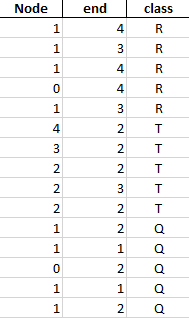 Node end class
1 4 R
1 3 R
1 4 R
0 4 R
1 3 R
4 2 T
3 2 T
2 2 T
2 3 T
2 2 T
1 2 Q
1 1 Q
0 2 Q
1 1 Q
1 2 Q